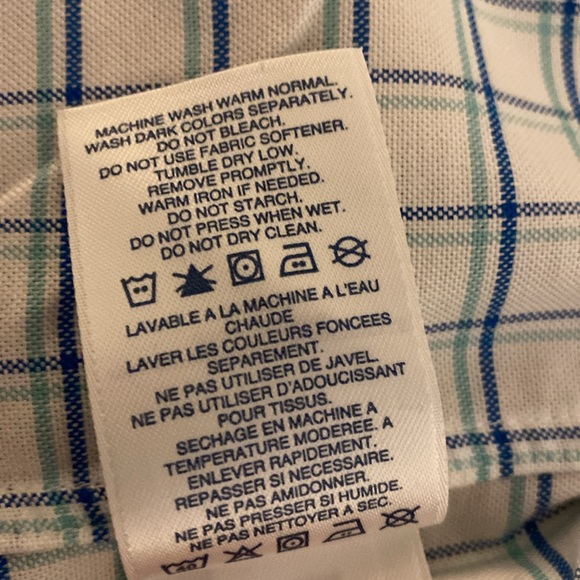 MACHINE WASH WARM NORMAL.
WASH DARK COLORS SEPARATELY.
DO NOT BLEACH.
DO NOT USE FABRIC SOFTENER.
TUMBLE DRY LOW.
REMOVE PROMPTLY.
WARM IRON IF NEEDED.
DO NOT STARCH.
DO NOT PRESS WHEN WET.
DO NOT DRY CLEAN.
LAVABLE A LA MACHINE A L'EAU
CHAUDE
LAVER LES COULEURS FONCEES
SEPAREMENT.
NE PAS UTILISER DE JAVEL.
NE PAS UTILISER D'ADOUCISSANT
POUR TISSUS.
SECHAGE EN MACHINE A
TEMPERATURE MODEREE. A
ENLEVER RAPIDEMENT.
REPASSER SI NECESSAIRE.
NE PAS AMIDONNER.
NE PAS PRESSER SI HUMIDE.
NE PAS NETTOYER A SEC.
40